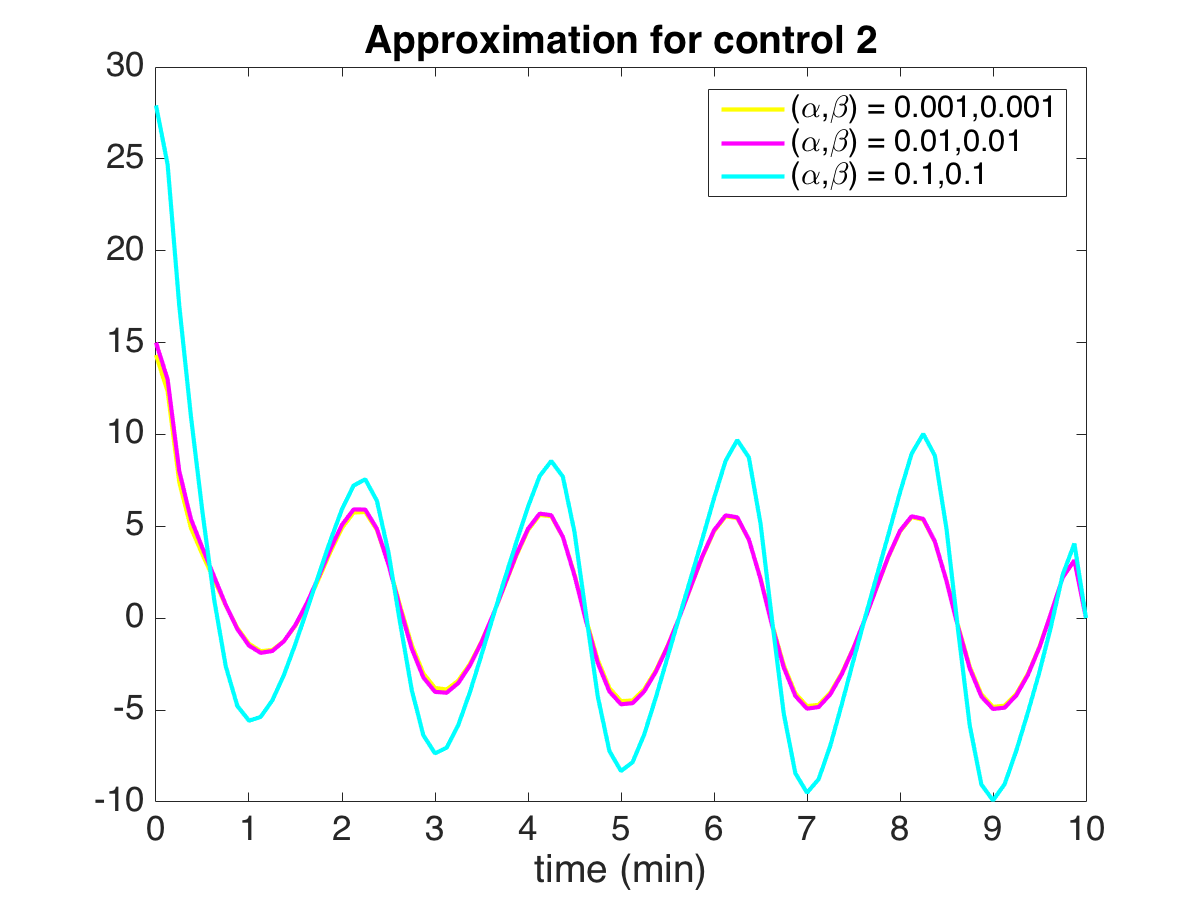 Approximation for control 2
30
25
20
15
10
5
0
-5
-10
(α,β) = 0.001,0.001
(α,β) = 0.01,0.01
(α,β) = 0.1,0.1
0 1 2 3 4 5 6 7 8 9 10
time (min)